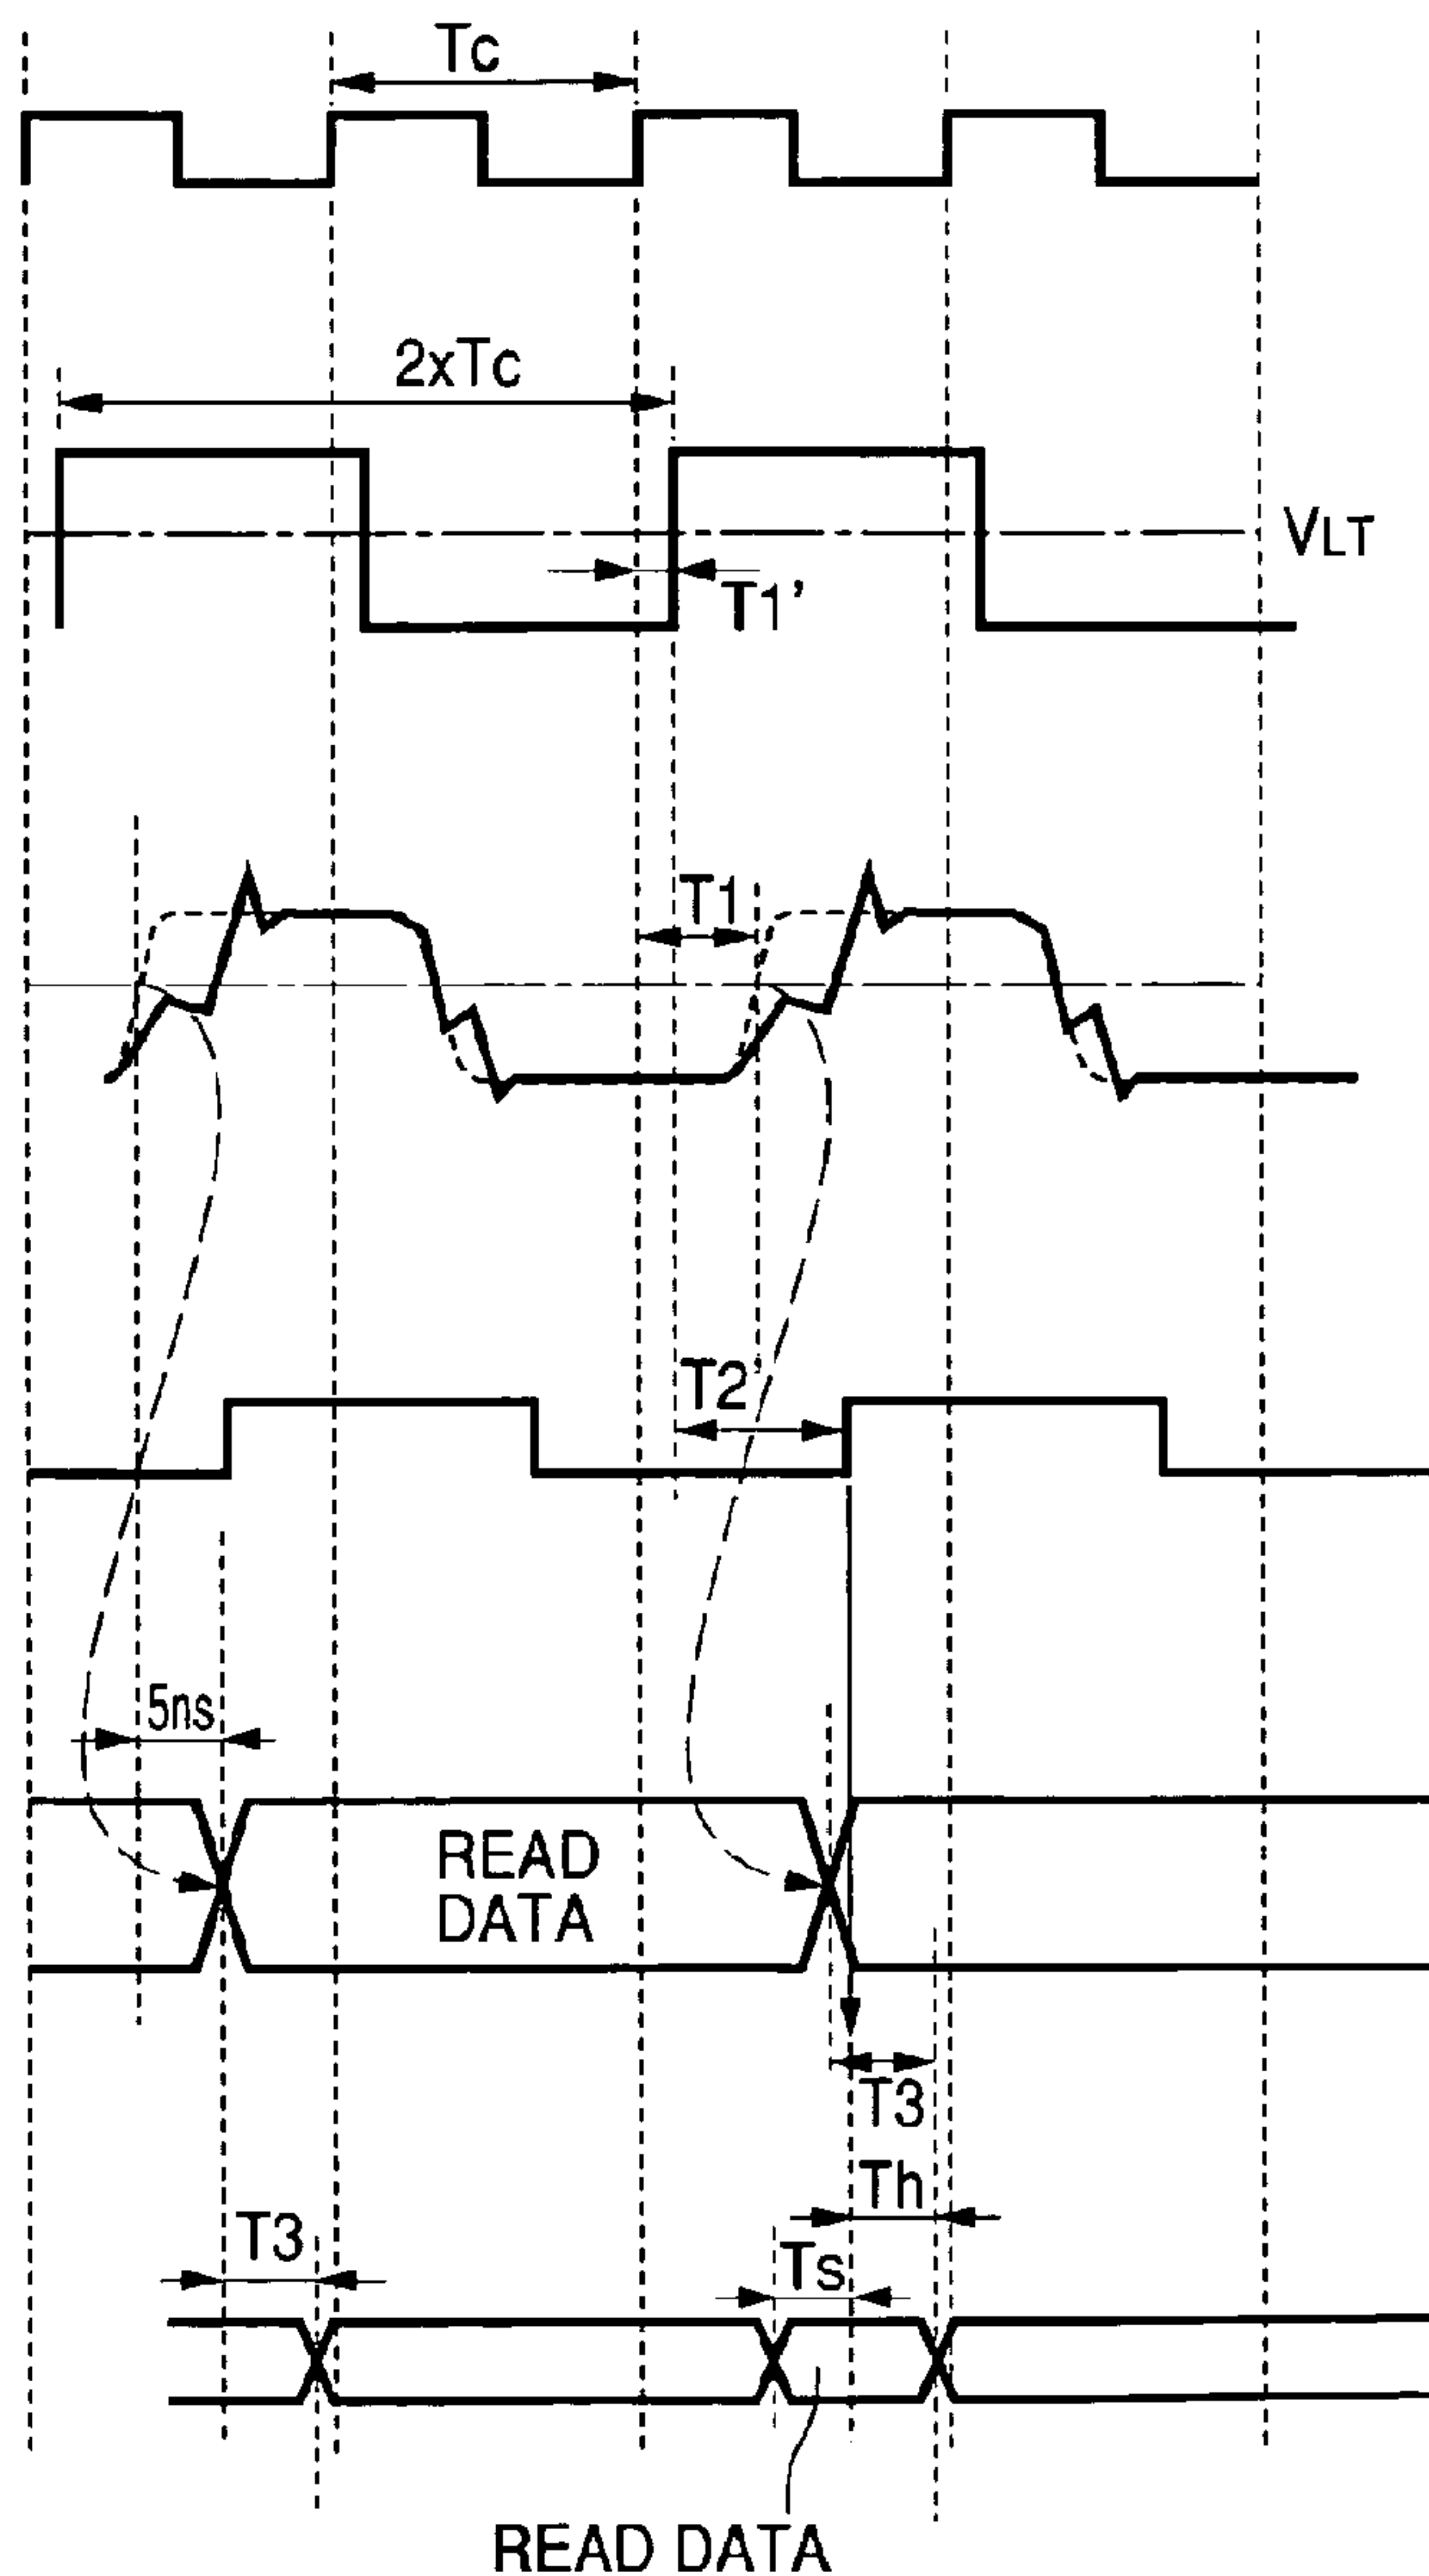 Tc
2xTc
VLT
T1'
T1
T2
5ns
READ
DATA
T3
Th
T3
Ts
READ DATA